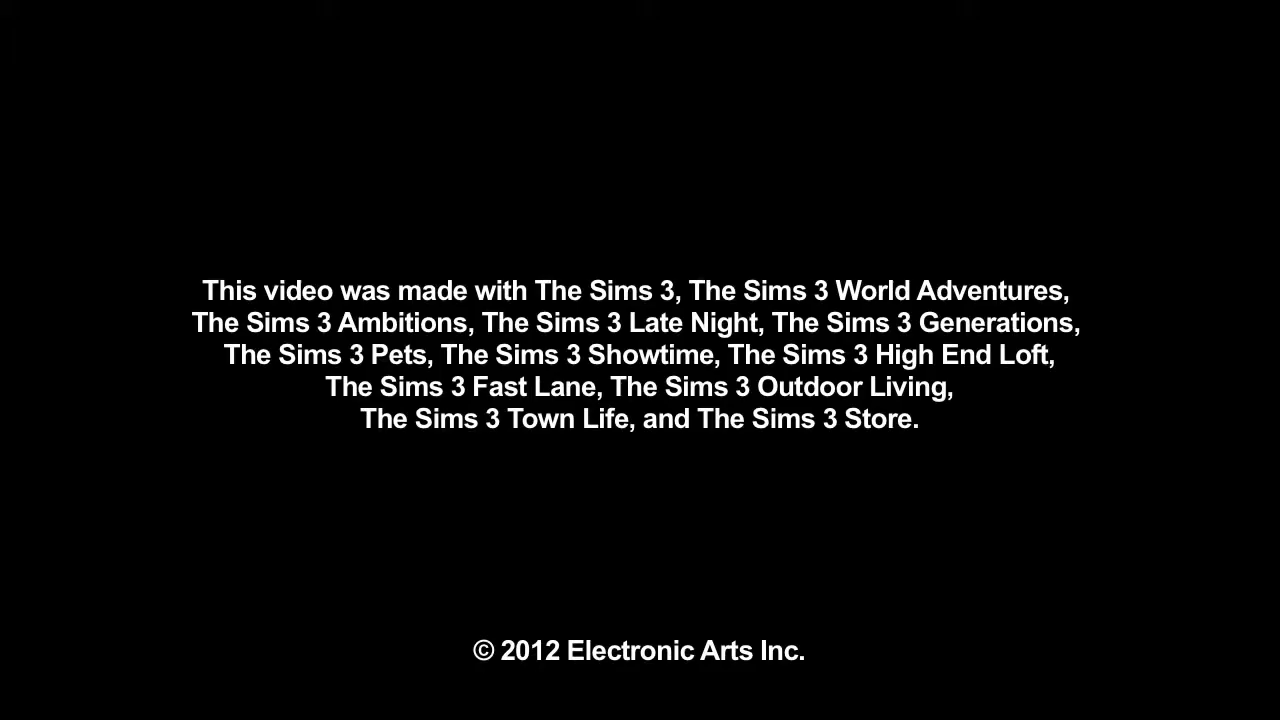 This video was made with The Sims 3, The Sims 3 World Adventures,
The Sims 3 Ambitions, The Sims 3 Late Night, The Sims 3 Generations,
The Sims 3 Pets, The Sims 3 Showtime, The Sims 3 High End Loft,
The Sims 3 Fast Lane, The Sims 3 Outdoor Living,
The Sims 3 Town Life, and The Sims 3 Store.
© 2012 Electronic Arts Inc.